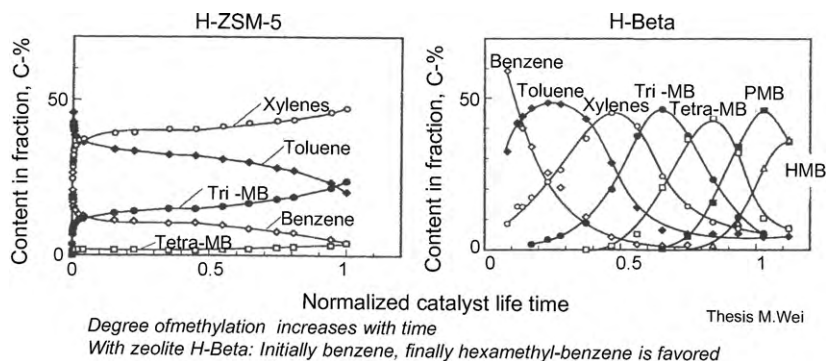 H-ZSM-5
Content in fraction, C-%
50
0
Xylenes
Toluene
Tri -MB
Benzene
Tetra-MB
0 0.5 1.0
H-Beta
Content in fraction, C-%
50
0
Benzene
Toluene
Xylenes
Tri -MB
Tetra-MB
PMB
HMB
0 0.5 1.0
Normalized catalyst life time
Thesis M.Wei
Degree ofmethylation increases with time
With zeolite H-Beta: Initially benzene, finally hexamethyl-benzene is favored